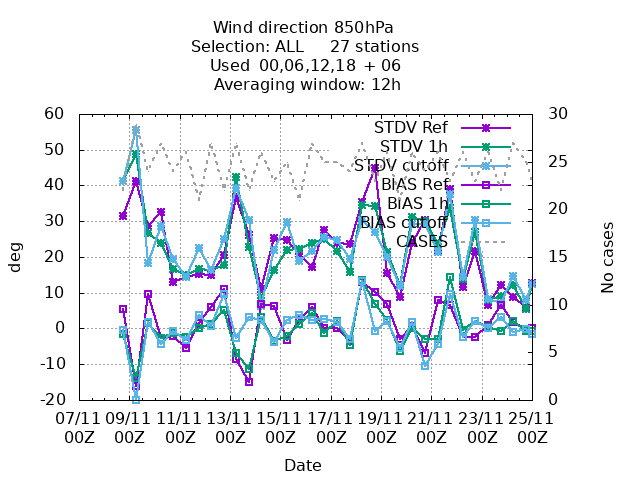 Wind direction 850hPa
Selection: ALL 27 stations
Used 00,06,12,18 + 06
Averaging window: 12h
60
50
40
30
20
10
0
-10
-20
30
25
20
15
10
5
0
deg
No cases
STDV Ref
STDV 1h
STDV cutoff
BIAS Ref
BIAS 1h
BIAS cutoff
CASES
07/11 09/11 11/11 13/11 15/11 17/11 19/11 21/11 23/11 25/11
00Z 00Z 00Z 00Z 00Z 00Z 00Z 00Z 00Z 00Z
Date